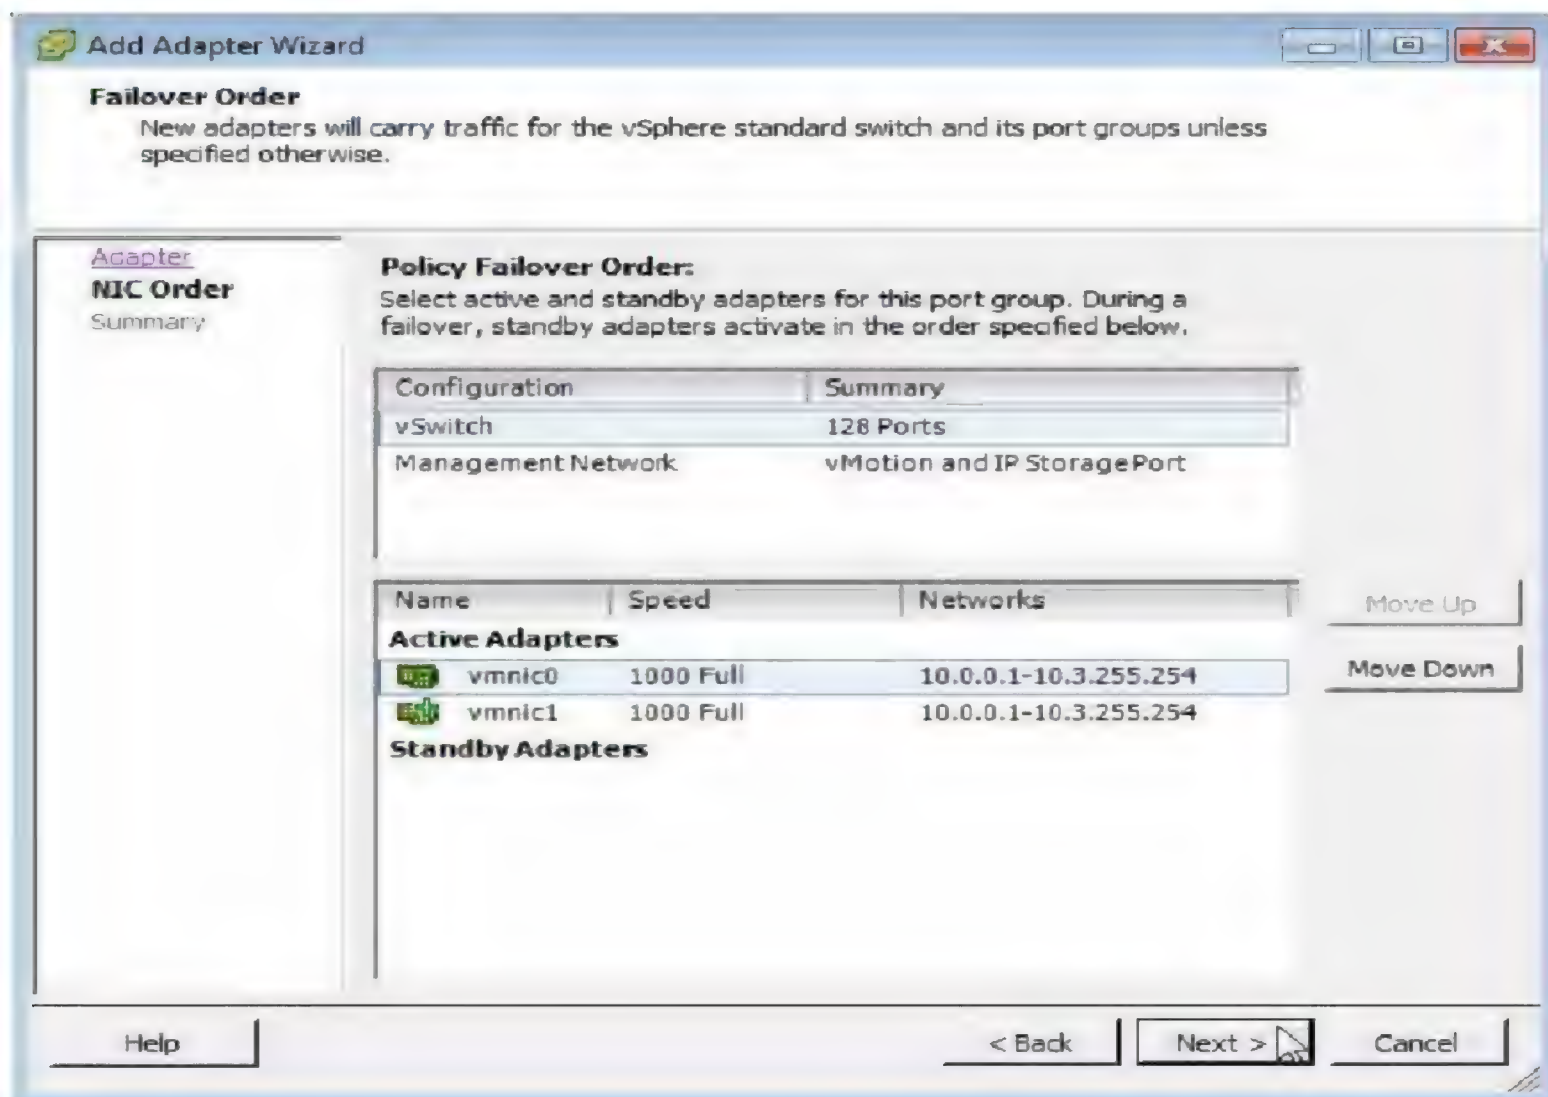 Add Adapter Wizard
Failover Order
New adapters will carry traffic for the vSphere standard switch and its port groups unless
specified otherwise.
Adapter
NIC Order
Summary
Policy Failover Order:
Select active and standby adapters for this port group. During a
failover, standby adapters activate in the order specified below.
Configuration Summary
vSwitch 128 Ports
Management Network vMotion and IP Storage Port
Name Speed Networks
Active Adapters
vmnic0 1000 Full 10.0.0.1-10.3.255.254
vmnic1 1000 Full 10.0.0.1-10.3.255.254
Standby Adapters
Move Up
Move Down
Help
< Back
Next >
Cancel